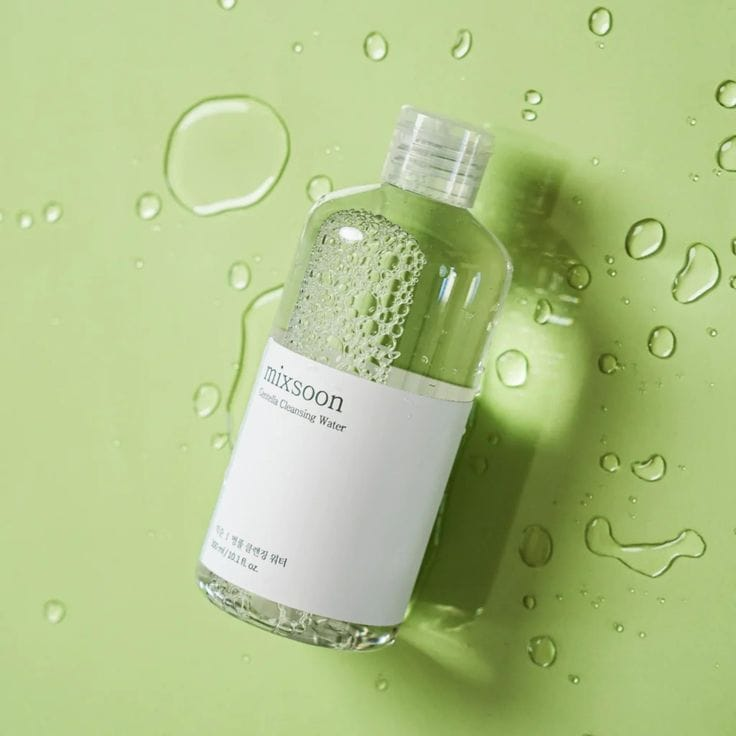 mixsoon
Centella Cleansing Water
믹순 | 병풀 클렌징 워터
300 ml / 10.1 fl. oz.